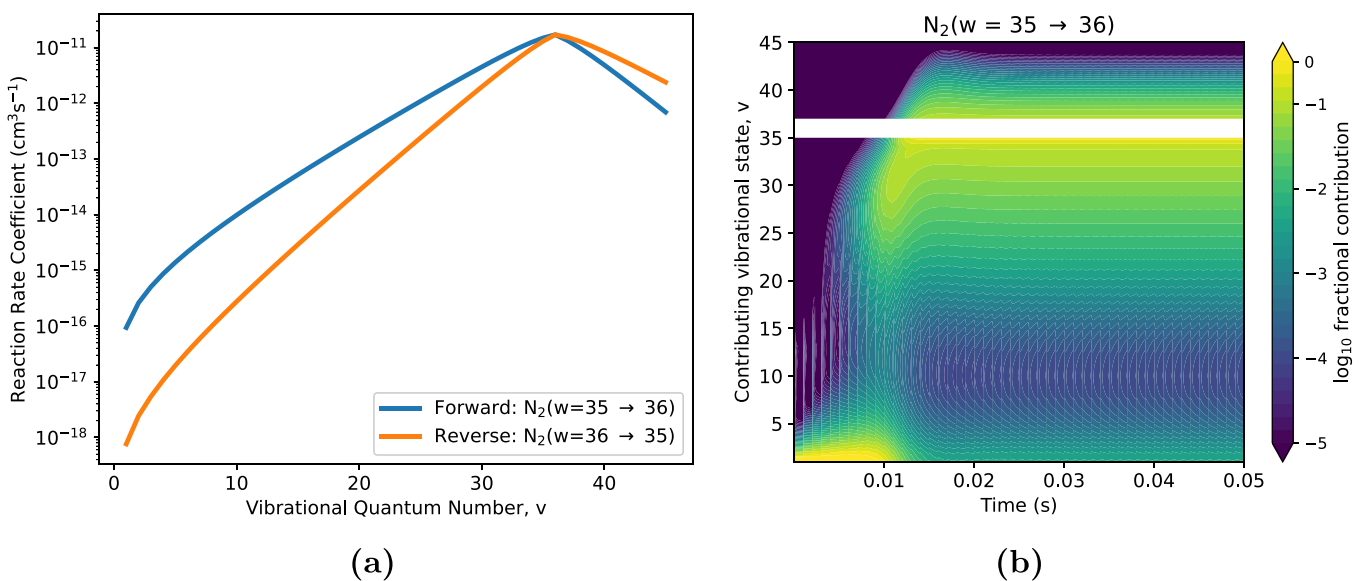 Reaction Rate Coefficient (cm³s⁻¹)
10⁻¹¹
10⁻¹²
10⁻¹³
10⁻¹⁴
10⁻¹⁵
10⁻¹⁶
10⁻¹⁷
10⁻¹⁸
Forward: N₂(w=35 → 36)
Reverse: N₂(w=36 → 35)
0 10 20 30 40
Vibrational Quantum Number, v
(a)
N₂(w = 35 → 36)
Contributing vibrational state, v
45
40
35
30
25
20
15
10
5
0.01 0.02 0.03 0.04 0.05
Time (s)
0
−1
−2
−3
−4
−5
log₁₀ fractional contribution
(b)